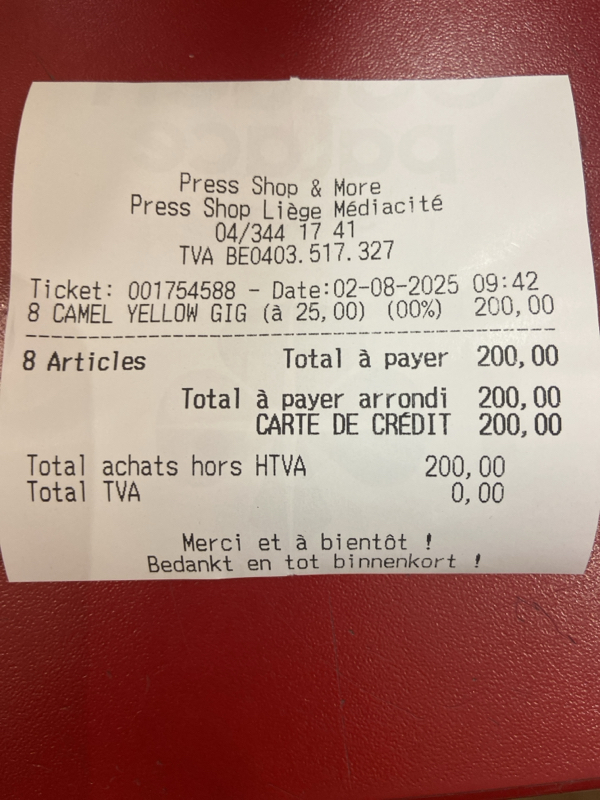 Press Shop & More
Press Shop Liège Médiacité
04/344 17 41
TVA BE0403.517.327
Ticket: 001754588 - Date:02-08-2025 09:42
8 CAMEL YELLOW GIG (à 25,00) (00%) 200,00
8 Articles Total à payer 200,00
Total à payer arrondi 200,00
CARTE DE CRÉDIT 200,00
Total achats hors HTVA 200,00
Total TVA 0,00
Merci et à bientôt !
Bedankt en tot binnenkort !